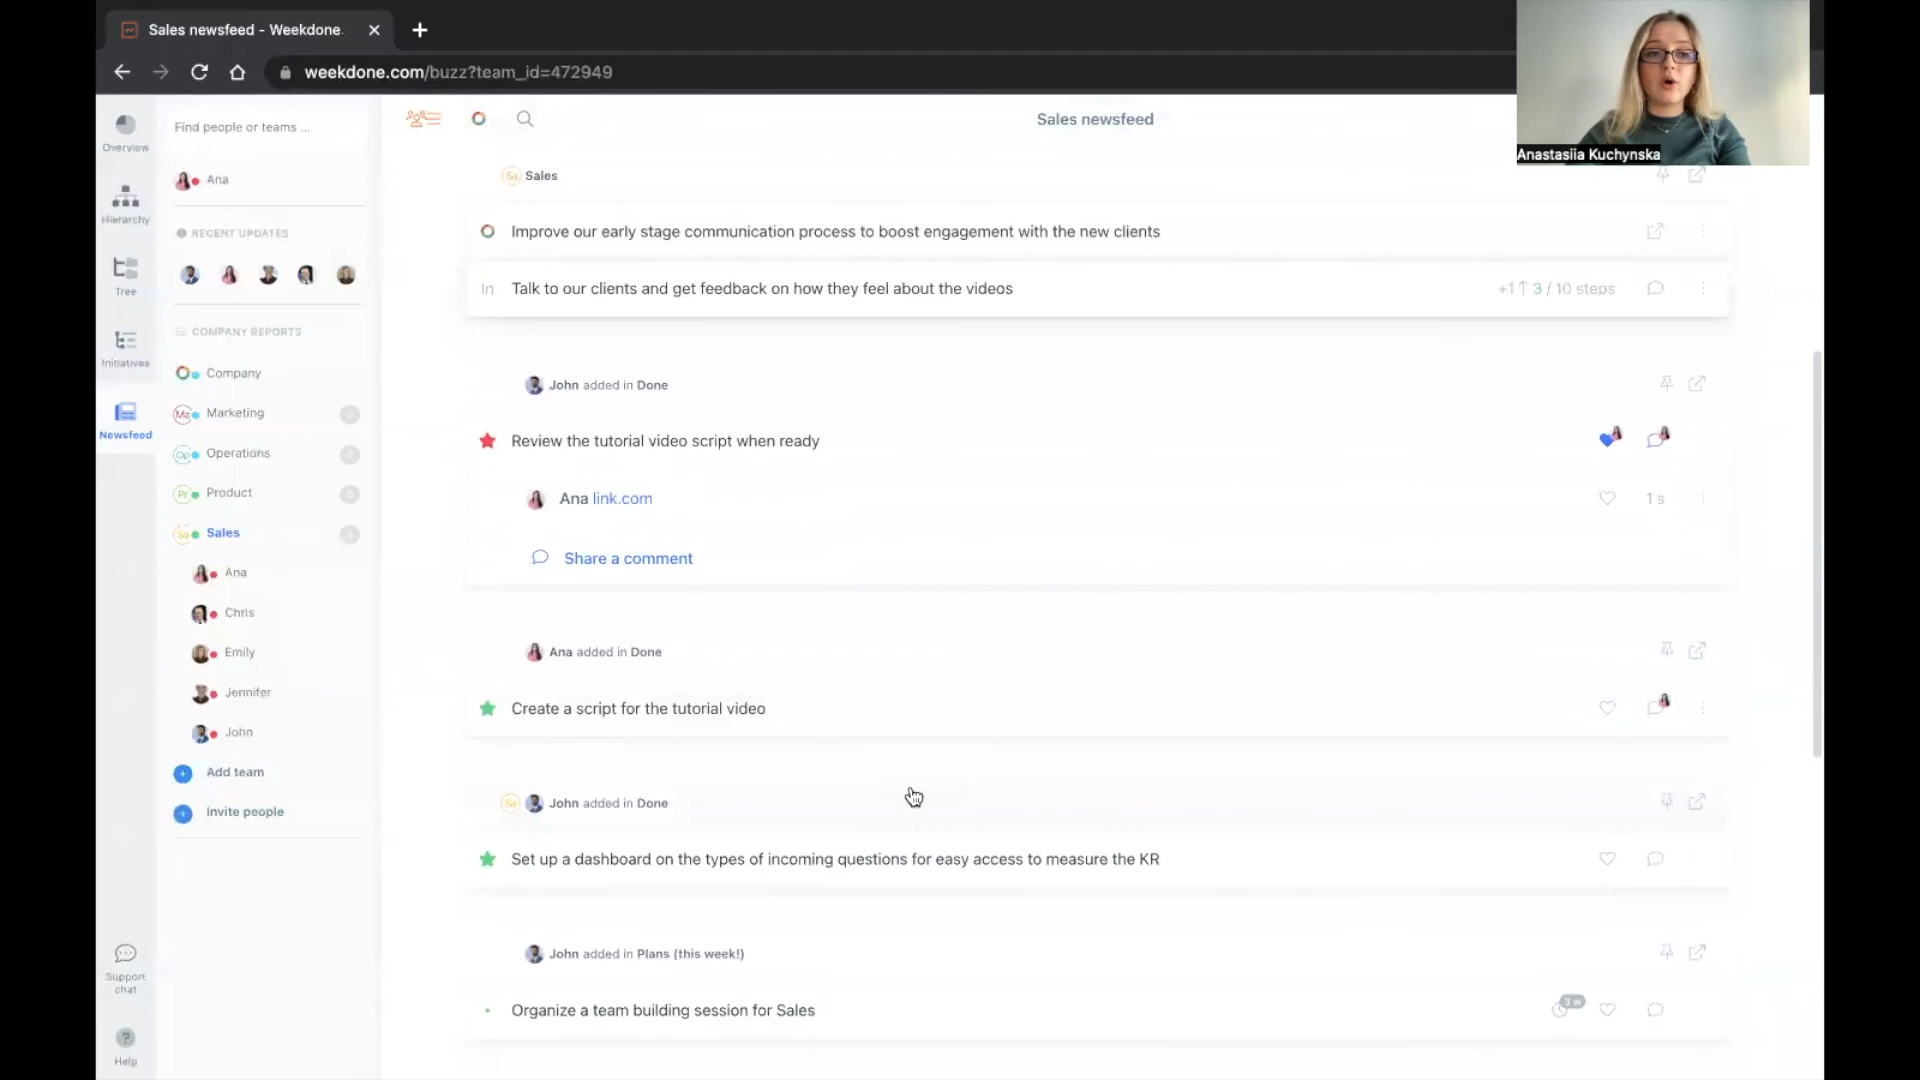 Sales newsfeed - Weekdone
weekdone.com/buzz?team_id=472949
Anastasiia Kuchynska
Overview
Hierarchy
Tree
Initiatives
Newsfeed
Support
chat
Help
Find people or teams ...
Ana
RECENT UPDATES
COMPANY REPORTS
Company
Ma Marketing
Op Operations
Pr Product
Sa Sales
Ana
Chris
Emily
Jennifer
John
Add team
Invite people
Sales newsfeed
Sa Sales
Improve our early stage communication process to boost engagement with the new clients
In Talk to our clients and get feedback on how they feel about the videos +1↑ 3 / 10 steps
John added in Done
Review the tutorial video script when ready
Ana link.com 1 s
Share a comment
Ana added in Done
Create a script for the tutorial video
Sa John added in Done
Set up a dashboard on the types of incoming questions for easy access to measure the KR
John added in Plans (this week!)
Organize a team building session for Sales 3 w